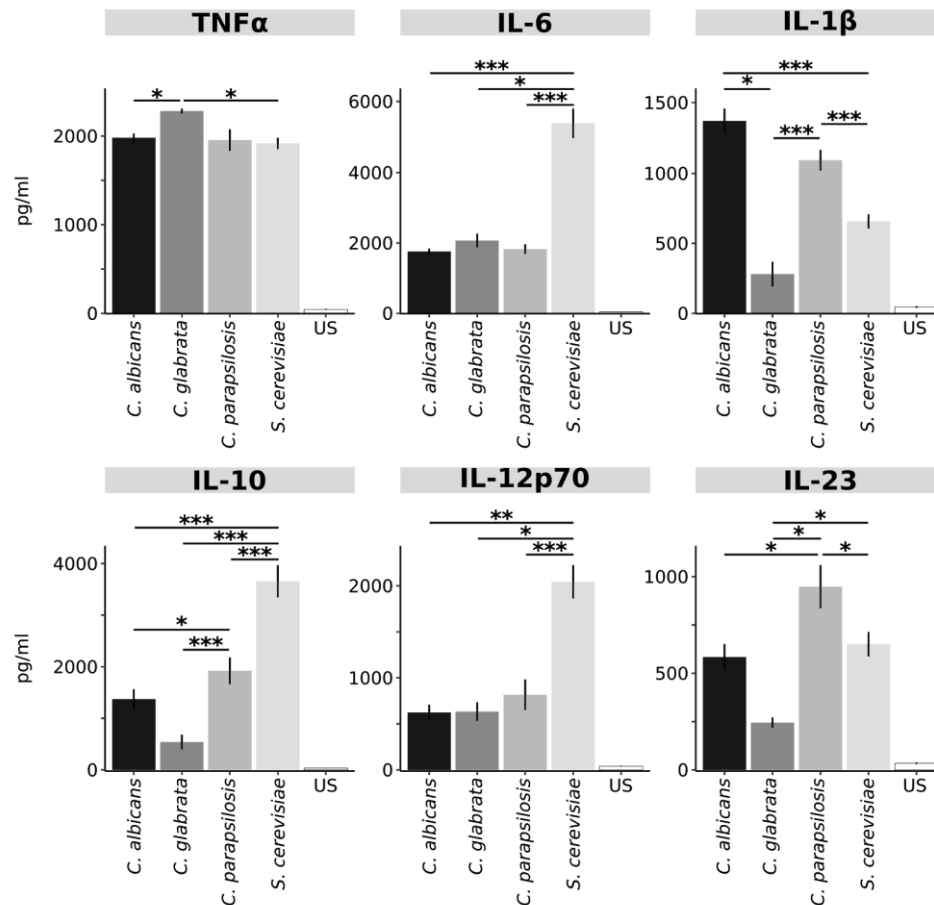 TNFα IL-6 IL-1β
*** ***
* * * *
*** *** ***
pg/ml
2000
1000
0
6000
4000
2000
0
1500
1000
500
0
C. albicans
C. glabrata
C. parapsilosis
S. cerevisiae
US
C. albicans
C. glabrata
C. parapsilosis
S. cerevisiae
US
C. albicans
C. glabrata
C. parapsilosis
S. cerevisiae
US
IL-10 IL-12p70 IL-23
*** ** *
*** * *
*** *** * *
* ***
pg/ml
4000
2000
0
2000
1000
500
0
1000
500
0
C. albicans
C. glabrata
C. parapsilosis
S. cerevisiae
US
C. albicans
C. glabrata
C. parapsilosis
S. cerevisiae
US
C. albicans
C. glabrata
C. parapsilosis
S. cerevisiae
US